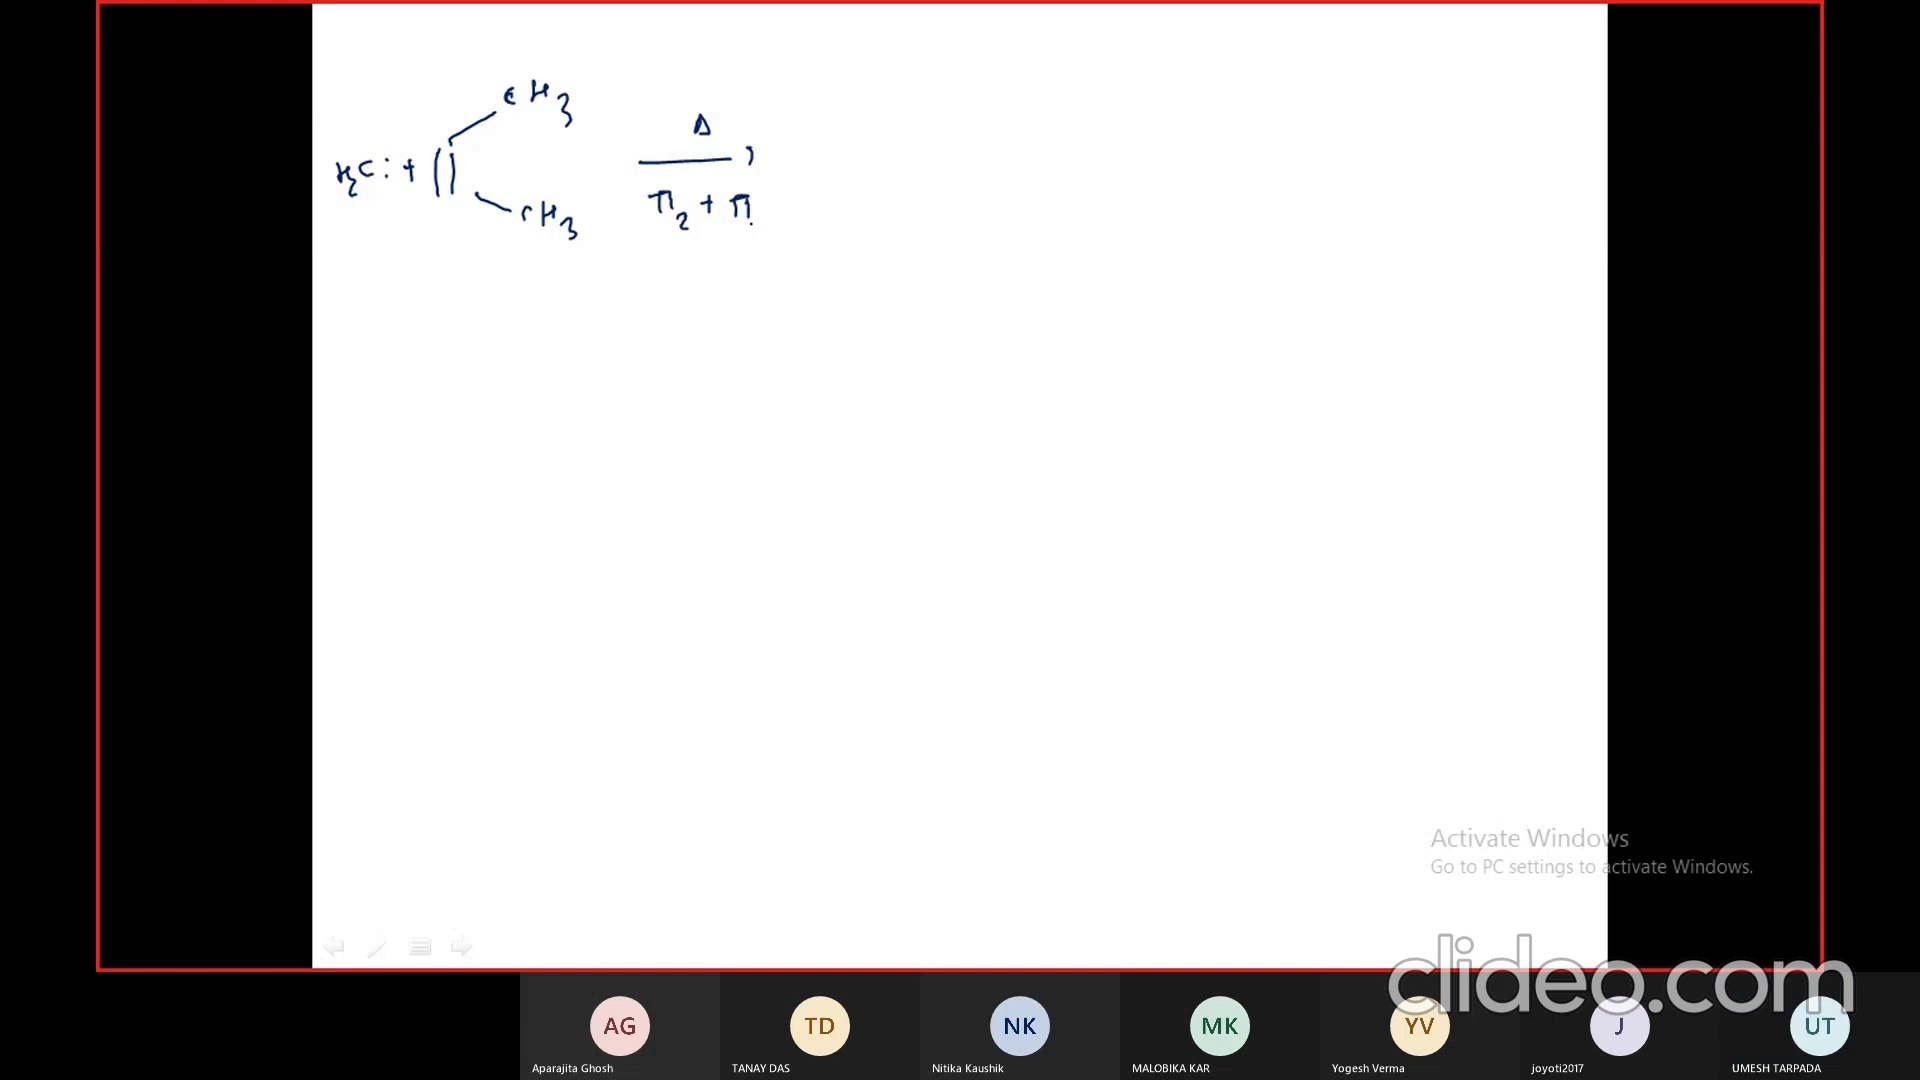 CH3
H2C: + ||
CH3
Δ
π2 + π
Activate Windows
Go to PC settings to activate Windows.
clideo.com
AG TD NK MK YV J UT
Aparajita Ghosh TANAY DAS Nitika Kaushik MALOBIKA KAR Yogesh Verma joyoti2017 UMESH TARPADA